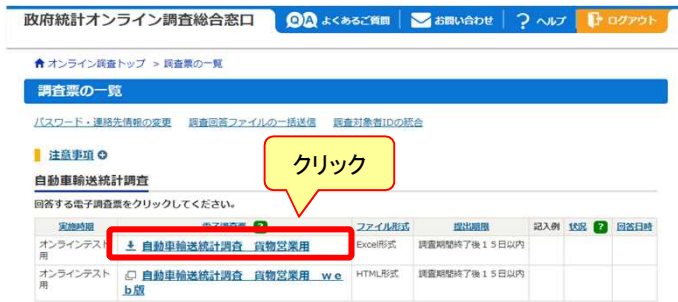 政府統計オンライン調査総合窓口 Q&A よくあるご質問 お問い合わせ ? ヘルプ ログアウト
オンライン調査トップ > 調査票の一覧
調査票の一覧
パスワード・連絡先情報の変更 調査回答ファイルの一括送信 調査対象者IDの統合
注意事項
クリック
自動車輸送統計調査
回答する電子調査票をクリックしてください。
実施時期 電子調査票 ? ファイル形式 提出期限 記入例 状況 ? 回答日時
オンラインテスト用 自動車輸送統計調査 貨物営業用 Excel形式 調査期間終了後15日以内
オンラインテスト用 自動車輸送統計調査 貨物営業用 web版 HTML形式 調査期間終了後15日以内